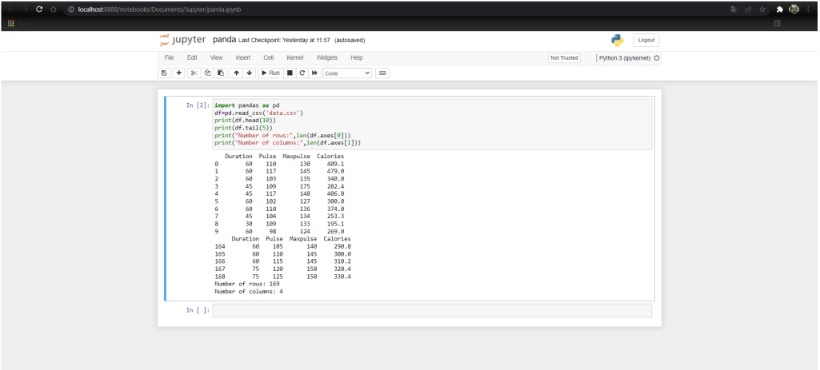 localhost:8888/notebooks/Documents/Jupyter/panda.ipynb
jupyter panda Last Checkpoint: Yesterday at 11:57 (autosaved)
Logout
File Edit View Insert Cell Kernel Widgets Help
Not Trusted
Python 3 (ipykernel)
Run
Code
In [2]: import pandas as pd
df=pd.read_csv('data.csv')
print(df.head(10))
print(df.tail(5))
print("Number of rows:",len(df.axes[0]))
print("Number of columns:",len(df.axes[1]))
Duration Pulse Maxpulse Calories
0 60 110 130 409.1
1 60 117 145 479.0
2 60 103 135 340.0
3 45 109 175 282.4
4 45 117 148 406.0
5 60 102 127 300.0
6 60 110 136 374.0
7 45 104 134 253.3
8 30 109 133 195.1
9 60 98 124 269.0
Duration Pulse Maxpulse Calories
164 60 105 140 290.8
165 60 110 145 300.0
166 60 115 145 310.2
167 75 120 150 320.4
168 75 125 150 330.4
Number of rows: 169
Number of columns: 4
In [ ]: